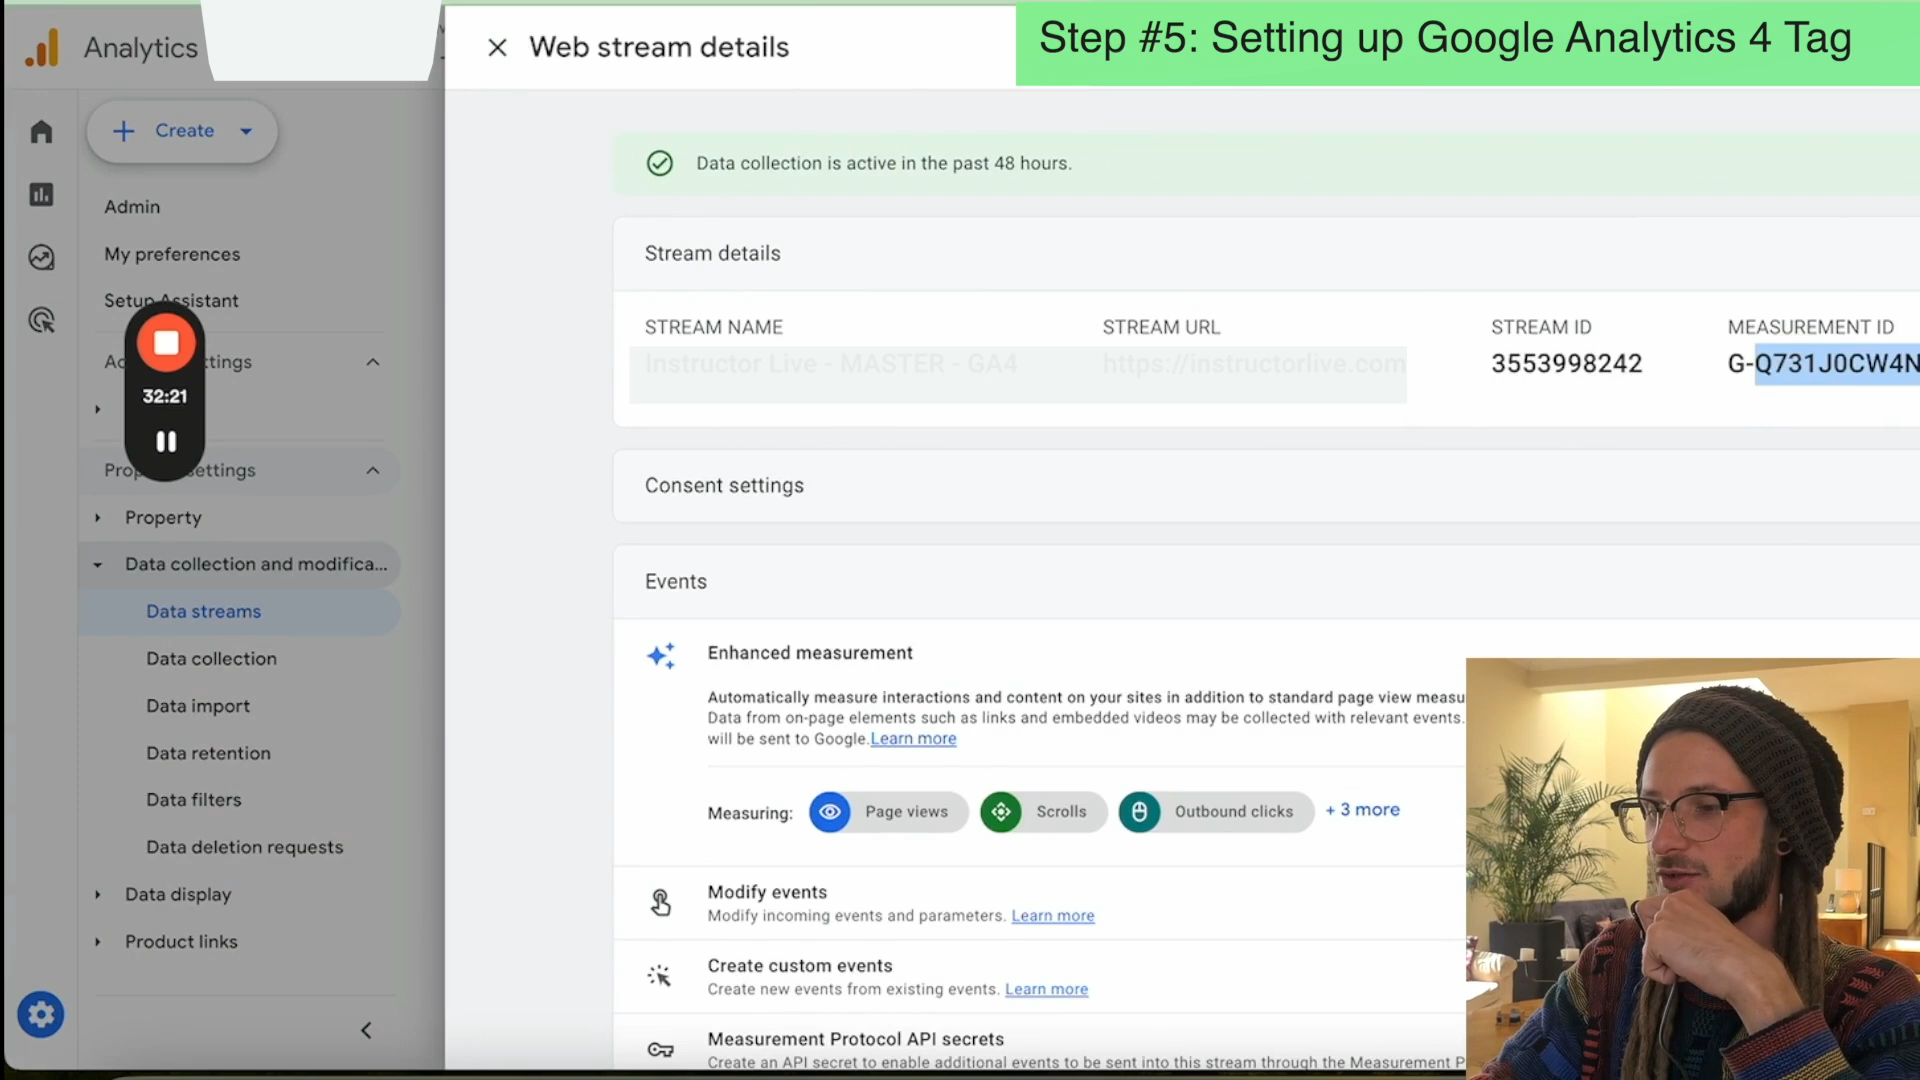 Analytics
Web stream details
Step #5: Setting up Google Analytics 4 Tag
Create
Data collection is active in the past 48 hours.
Admin
My preferences
Setup Assistant
Stream details
STREAM NAME
STREAM URL
STREAM ID
MEASUREMENT ID
Instructor Live - MASTER - GA4
https://instructorlive.com
3553998242
G-Q731J0CW4N
32:21
ettings
Property
Consent settings
Data collection and modifica...
Data streams
Data collection
Data import
Data retention
Data filters
Data deletion requests
Data display
Product links
Events
Enhanced measurement
Automatically measure interactions and content on your sites in addition to standard page view measu
Data from on-page elements such as links and embedded videos may be collected with relevant events.
will be sent to Google. Learn more
Measuring: Page views Scrolls Outbound clicks + 3 more
Modify events
Modify incoming events and parameters. Learn more
Create custom events
Create new events from existing events. Learn more
Measurement Protocol API secrets
Create an API secret to enable additional events to be sent into this stream through the Measurement P